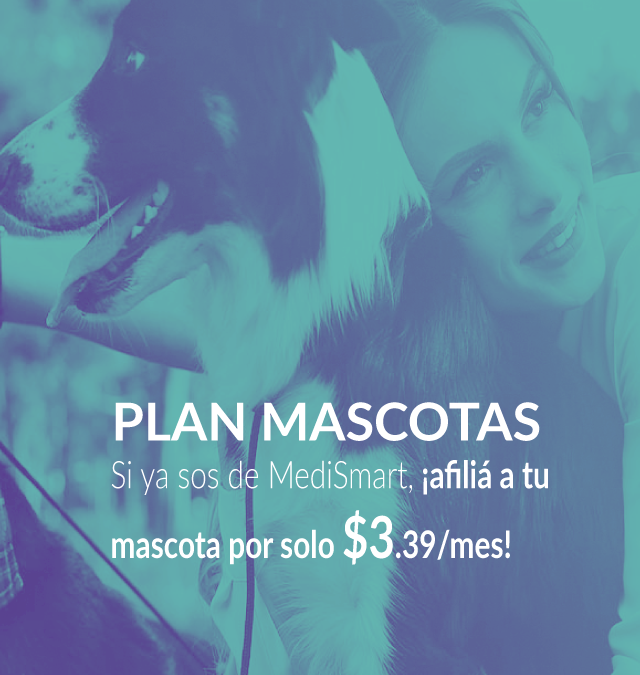 PLAN MASCOTAS
Si ya sos de MediSmart, ¡afiliá a tu
mascota por solo $3.39/mes!